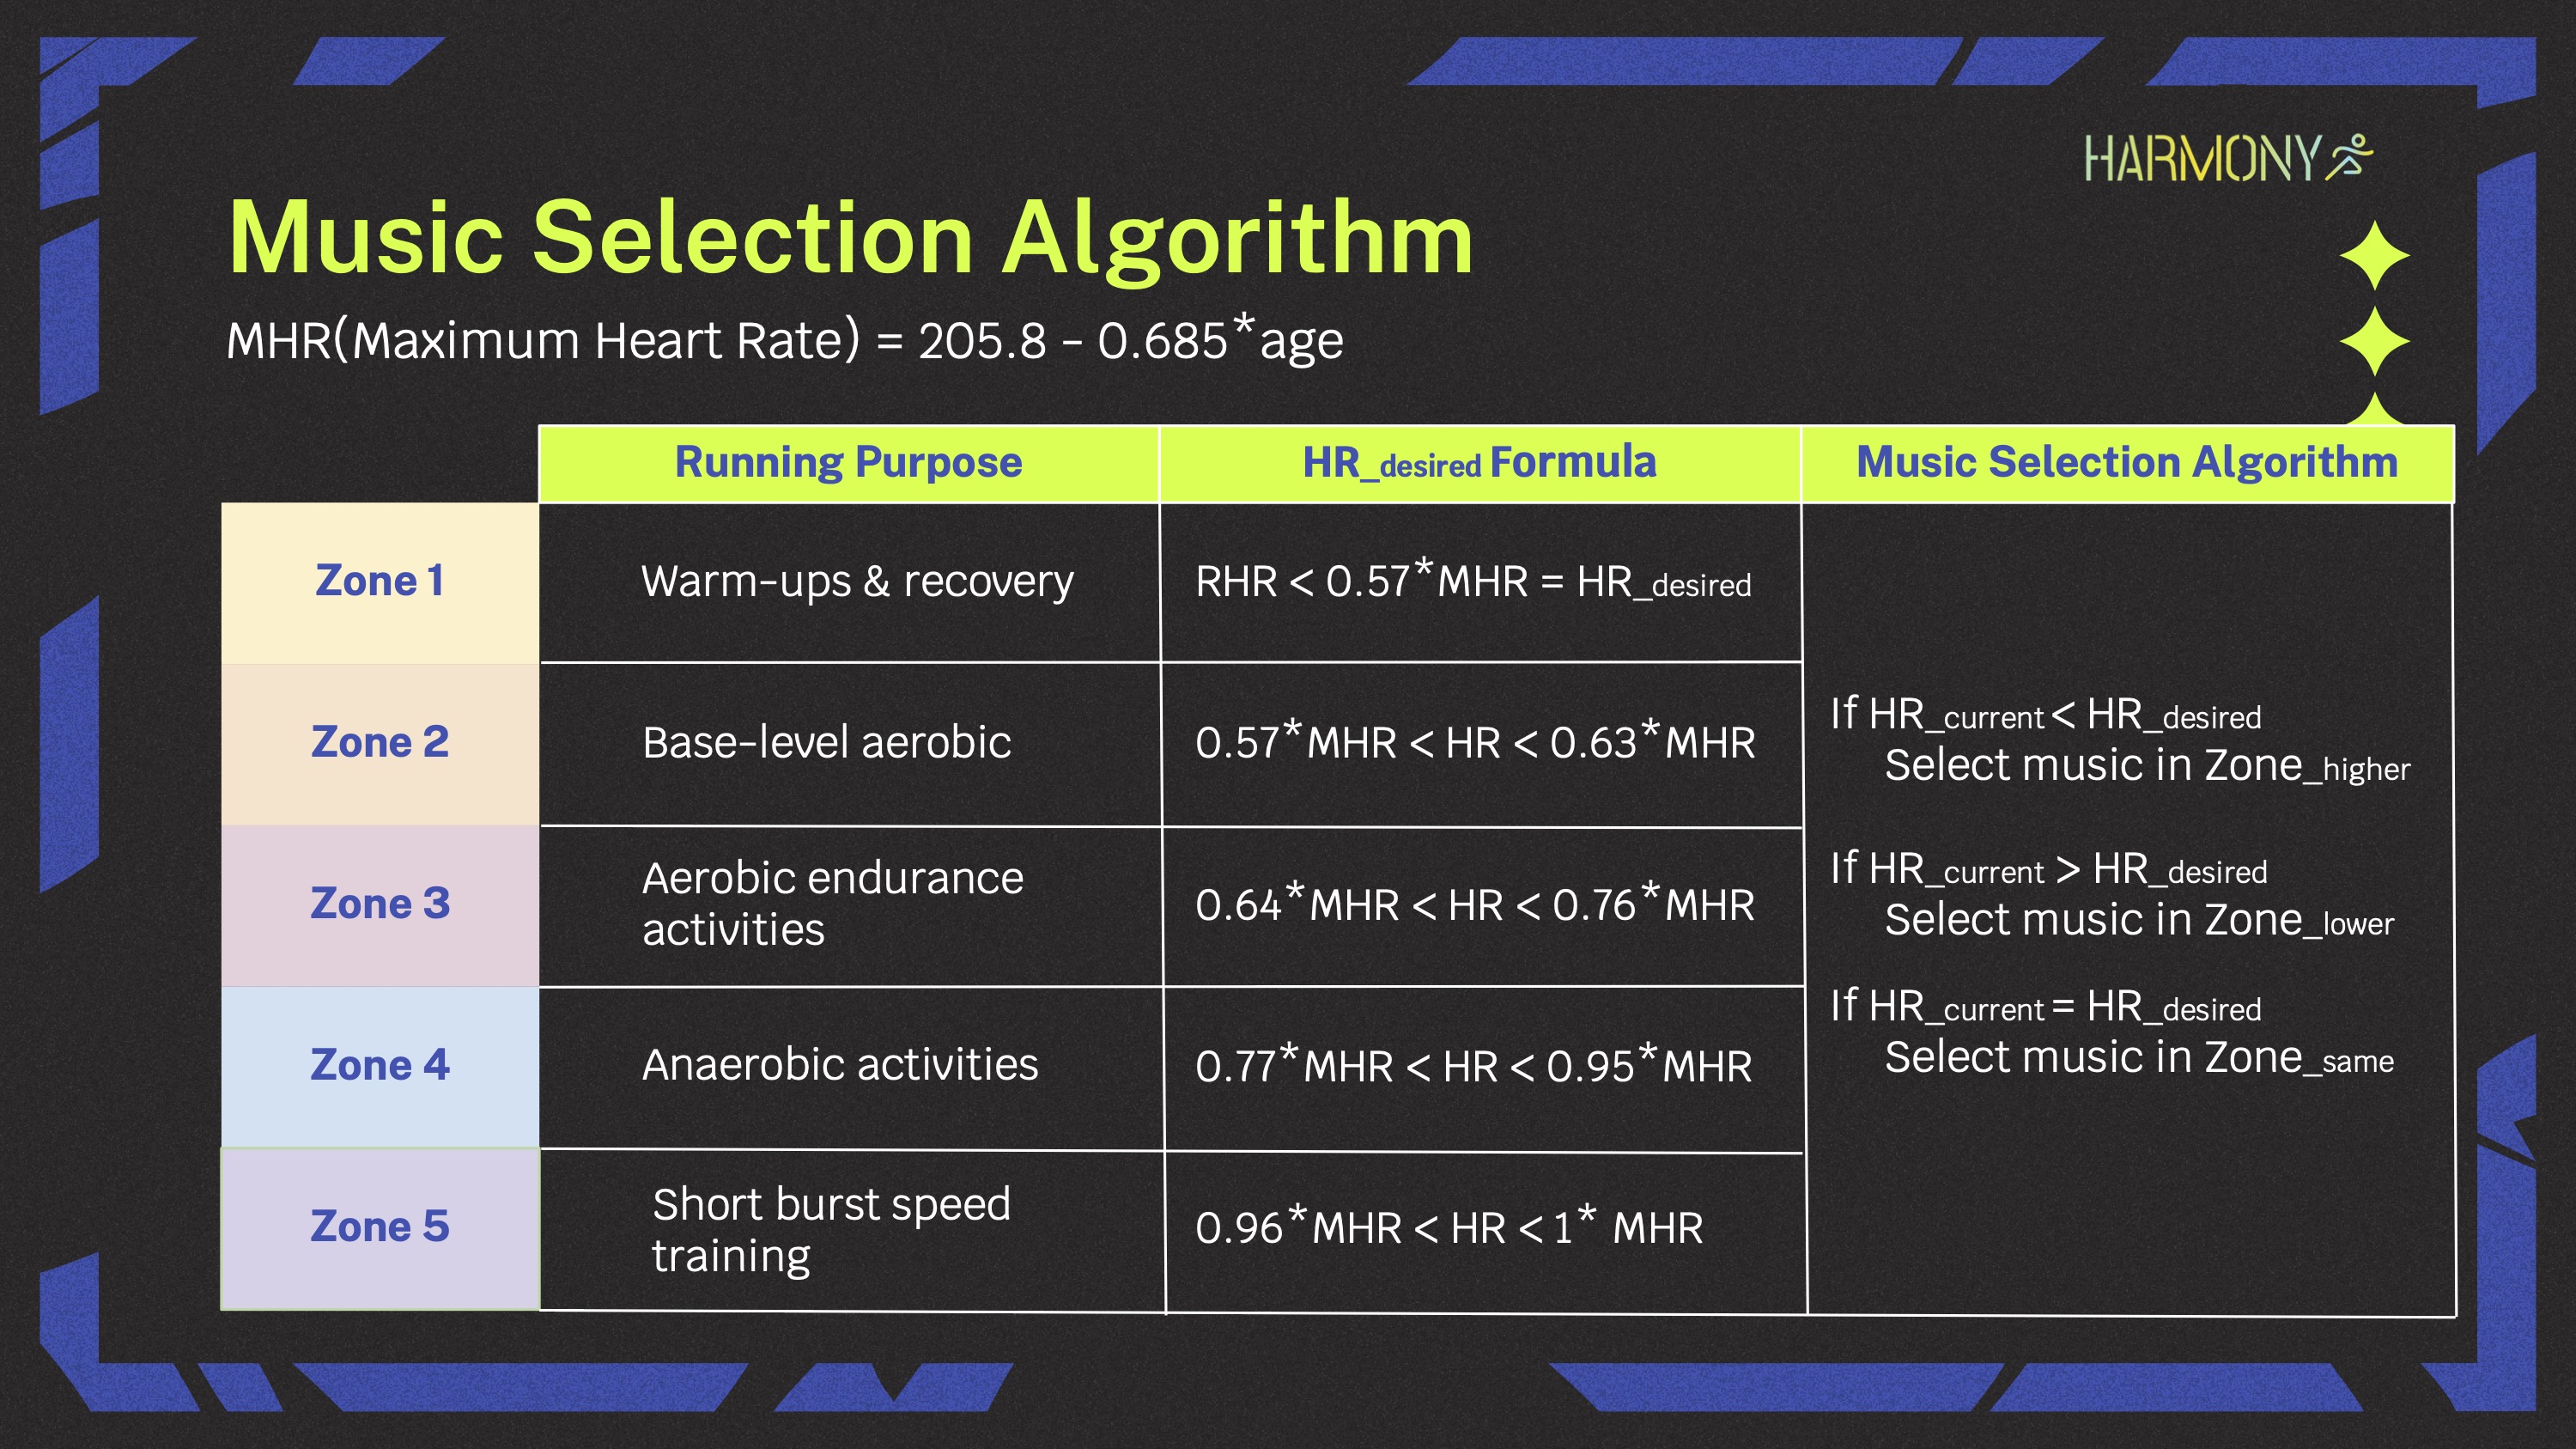 HARMONY
Music Selection Algorithm
MHR(Maximum Heart Rate) = 205.8 - 0.685*age
Running Purpose
HR_desired Formula
Music Selection Algorithm
Zone 1
Warm-ups & recovery
RHR < 0.57*MHR = HR_desired
Zone 2
Base-level aerobic
0.57*MHR < HR < 0.63*MHR
Zone 3
Aerobic endurance
activities
0.64*MHR < HR < 0.76*MHR
Zone 4
Anaerobic activities
0.77*MHR < HR < 0.95*MHR
Zone 5
Short burst speed
training
0.96*MHR < HR < 1* MHR
If HR_current < HR_desired
Select music in Zone_higher
If HR_current > HR_desired
Select music in Zone_lower
If HR_current = HR_desired
Select music in Zone_same